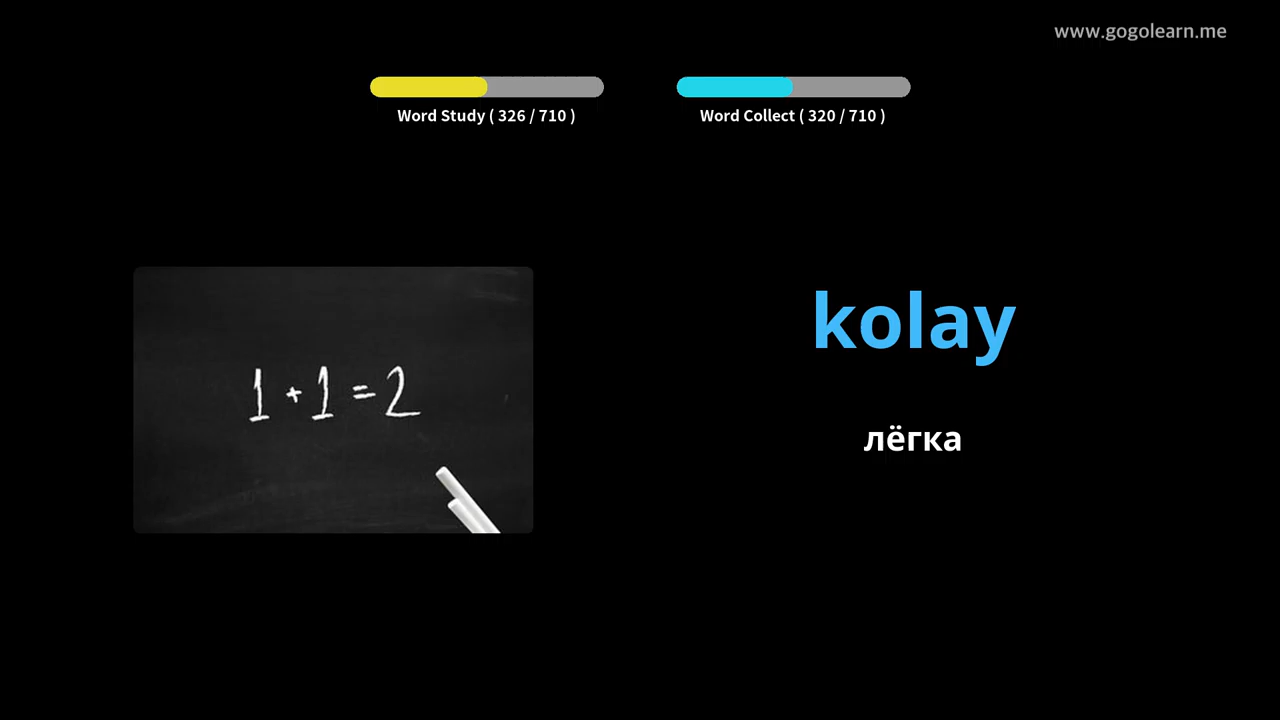 www.gogolearn.me
Word Study ( 326 / 710 )
Word Collect ( 320 / 710 )
1 + 1 = 2
kolay
лёгка